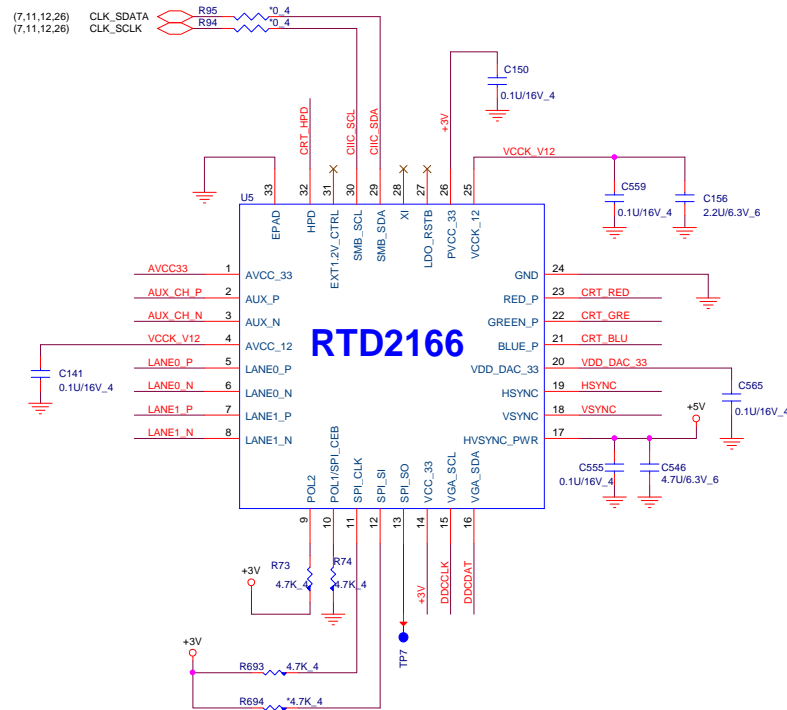 (7,11,12,26) CLK_SDATA R95 *0_4
(7,11,12,26) CLK_SCLK R94 *0_4
C150
0.1U/16V_4
+3V
CRT_HPD
CIIC_SCL
CIIC_SDA
VCCK_V12
C559
0.1U/16V_4
C156
2.2U/6.3V_6
U5
33 32 31 30 29 28 27 26 25
EPAD
HPD
EXT1.2V_CTRL
SMB_SCL
SMB_SDA
XI
LDO_RSTB
PVCC_33
VCCK_12
AVCC33 1 AVCC_33
AUX_CH_P 2 AUX_P
AUX_CH_N 3 AUX_N
VCCK_V12 4 AVCC_12
LANE0_P 5 LANE0_P
LANE0_N 6 LANE0_N
LANE1_P 7 LANE1_P
LANE1_N 8 LANE1_N
C141
0.1U/16V_4
RTD2166
GND 24
RED_P 23 CRT_RED
GREEN_P 22 CRT_GRE
BLUE_P 21 CRT_BLU
VDD_DAC_33 20 VDD_DAC_33
HSYNC 19 HSYNC
VSYNC 18 VSYNC
HVSYNC_PWR 17
C565
0.1U/16V_4
+5V
C555
0.1U/16V_4
C546
4.7U/6.3V_6
POL2
POL1/SPI_CEB
SPI_CLK
SPI_SI
SPI_SO
VCC_33
VGA_SCL
VGA_SDA
9 10 11 12 13 14 15 16
+3V
R73
4.7K_4
R74
4.7K_4
+3V
DDCCLK
DDCDAT
TP7
+3V
R693 4.7K_4
R694 *4.7K_4